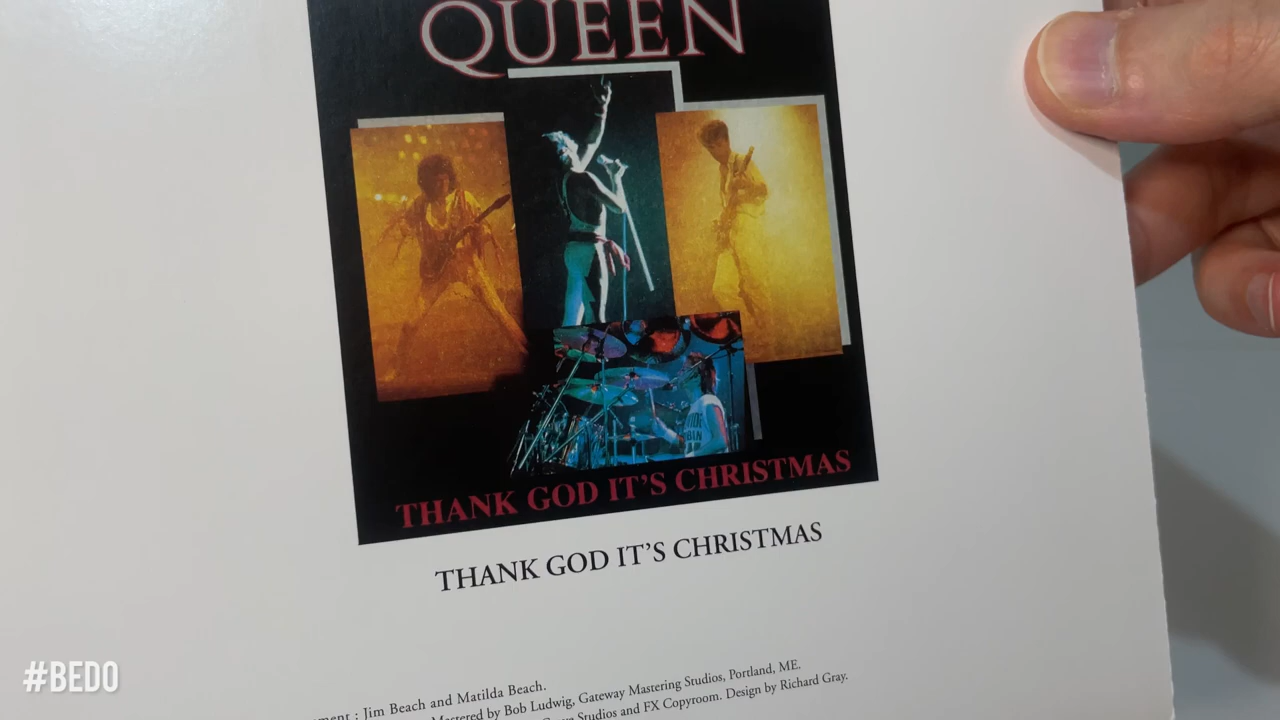 QUEEN
THANK GOD IT'S CHRISTMAS
THANK GOD IT'S CHRISTMAS
: Jim Beach and Matilda Beach.
Mastered by Bob Ludwig, Gateway Mastering Studios, Portland, ME.
Studios and FX Copyroom. Design by Richard Gray.
#BEDO